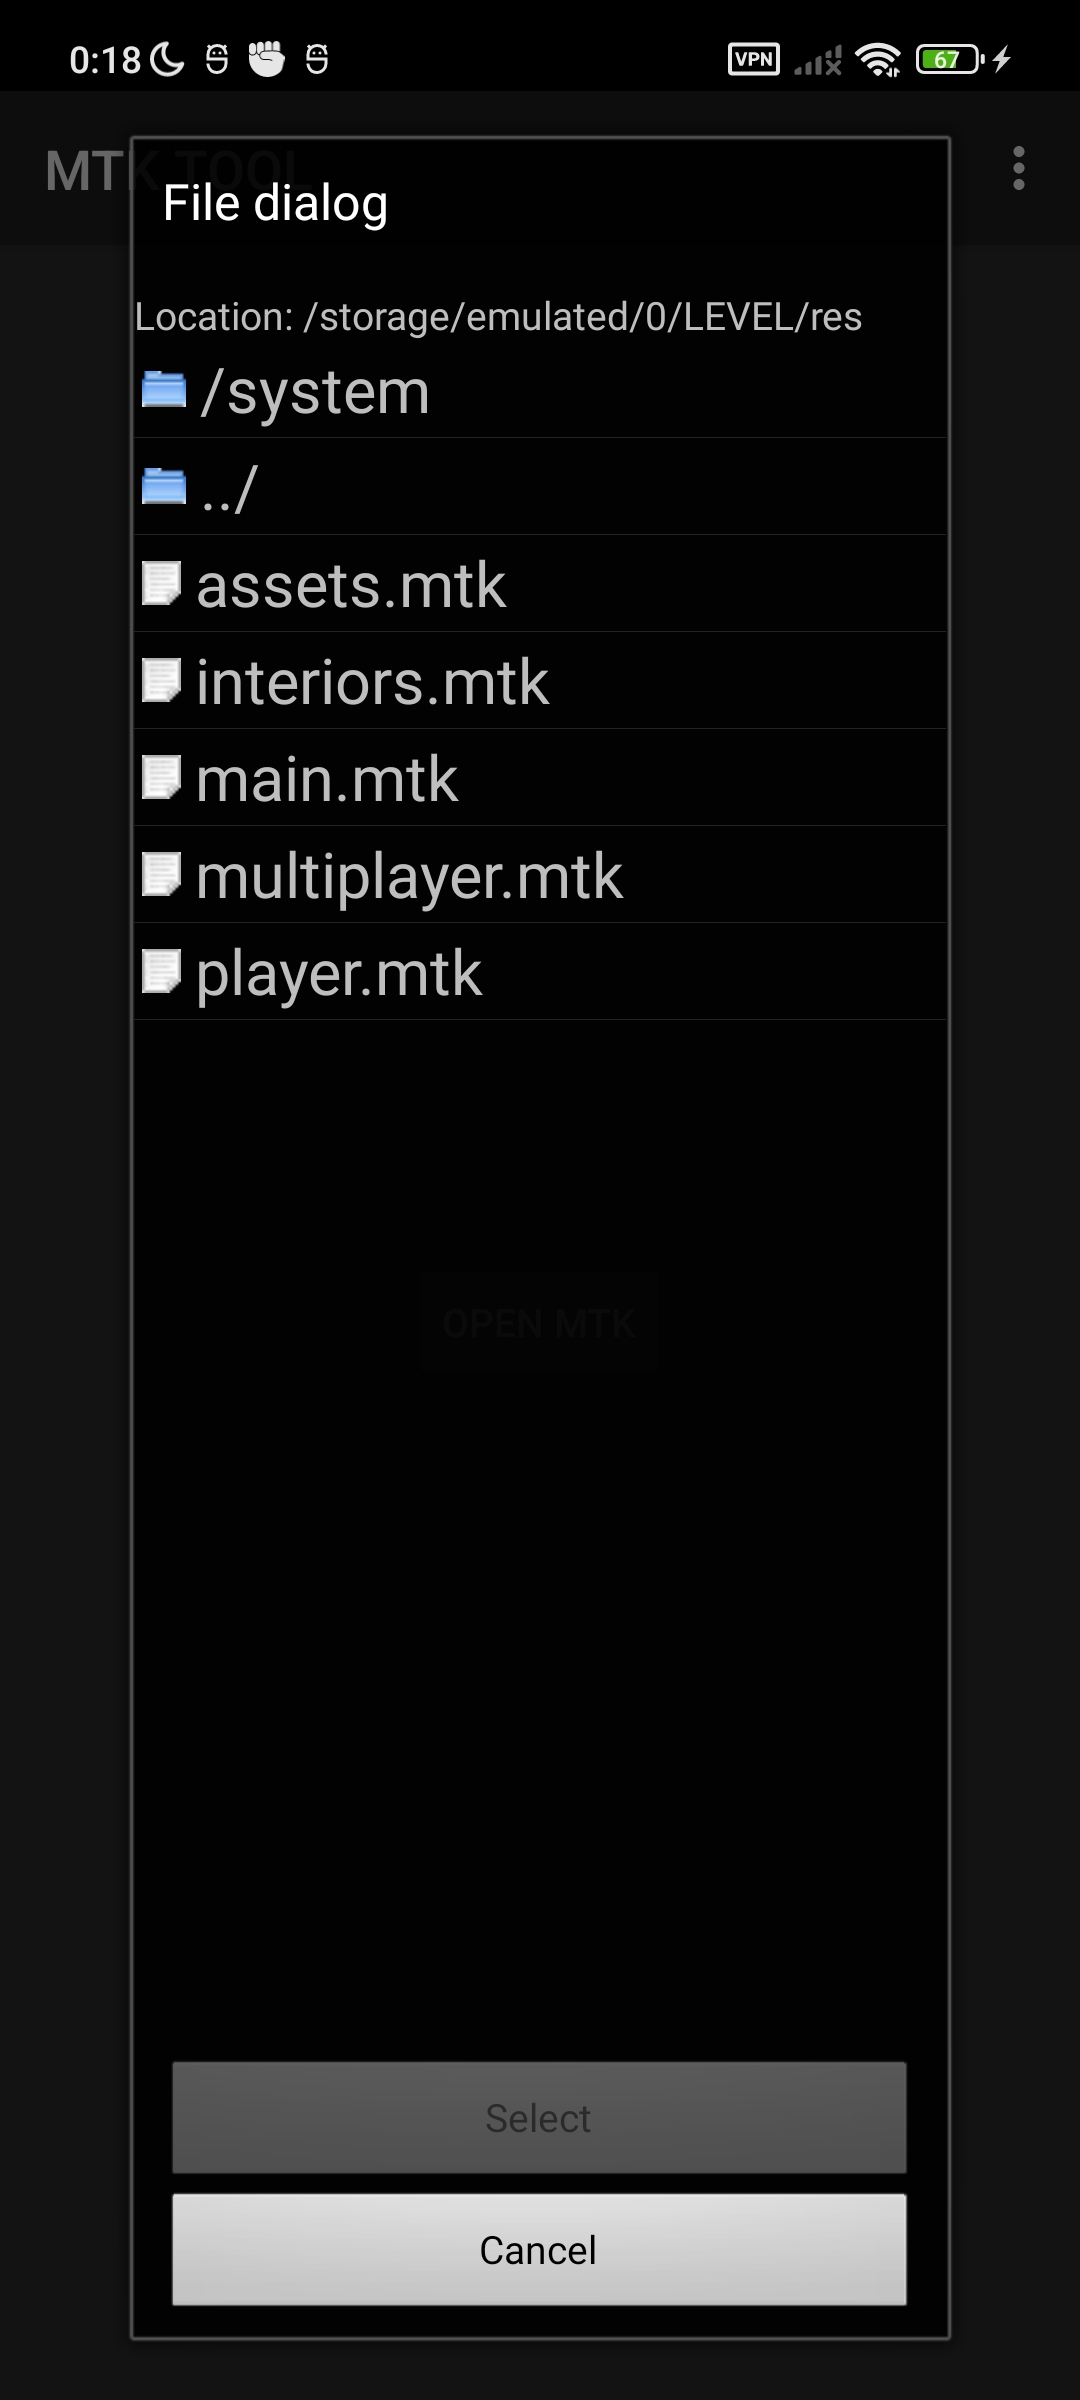 0:18
VPN
67
MTK TOOL
File dialog
Location: /storage/emulated/0/LEVEL/res
/system
../
assets.mtk
interiors.mtk
main.mtk
multiplayer.mtk
player.mtk
OPEN MTK
Select
Cancel